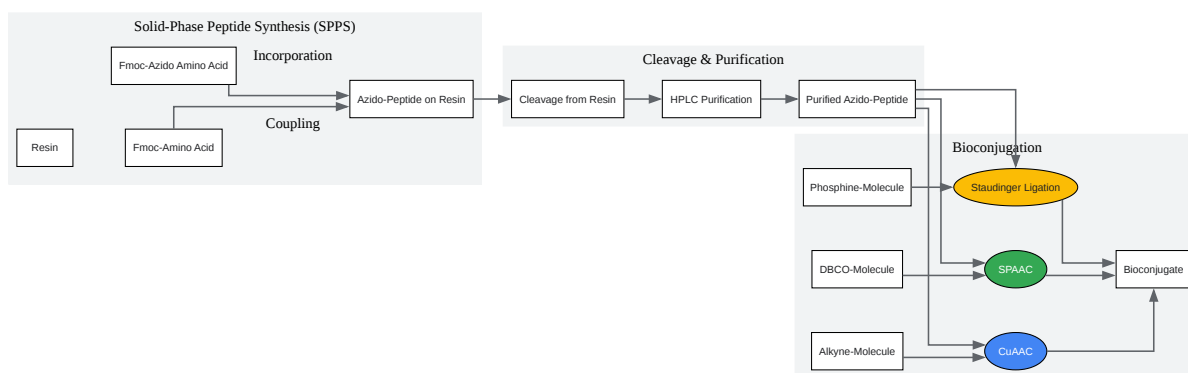 Solid-Phase Peptide Synthesis (SPPS)
Fmoc-Azido Amino Acid
Incorporation
Azido-Peptide on Resin
Coupling
Resin
Fmoc-Amino Acid
Cleavage & Purification
Cleavage from Resin
HPLC Purification
Purified Azido-Peptide
Bioconjugation
Phosphine-Molecule
Staudinger Ligation
DBCO-Molecule
SPAAC
Bioconjugate
Alkyne-Molecule
CuAAC